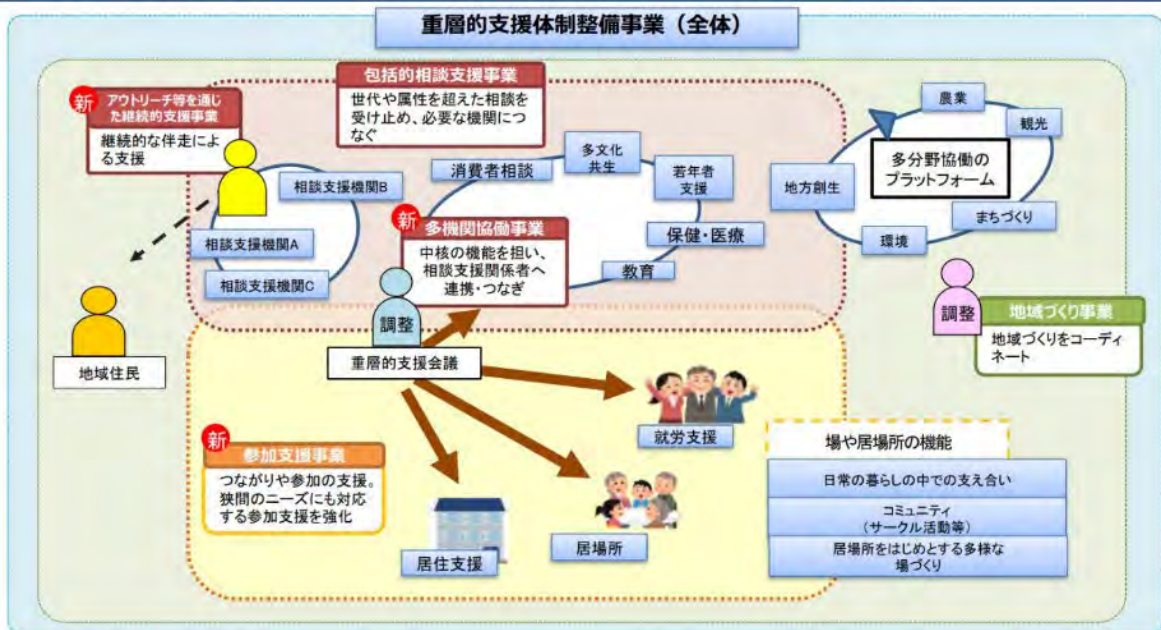 重層的支援体制整備事業（全体）
新
アウトリーチ等を通じ
た継続的支援事業
継続的な伴走によ
る支援
包括的相談支援事業
世代や属性を超えた相談を
受け止め、必要な機関につ
なぐ
相談支援機関B
相談支援機関A
相談支援機関C
消費者相談
多文化
共生
若年者
支援
保健・医療
教育
新
多機関協働事業
中核の機能を担い、
相談支援関係者へ
連携・つなぎ
農業
観光
多分野協働の
プラットフォーム
地方創生
まちづくり
環境
調整
地域づくり事業
地域づくりをコーディ
ネート
調整
重層的支援会議
地域住民
新
参加支援事業
つながりや参加の支援。
狭間のニーズにも対応
する参加支援を強化
就労支援
居場所
居住支援
場や居場所の機能
日常の暮らしの中での支え合い
コミュニティ
（サークル活動等）
居場所をはじめとする多様な
場づくり